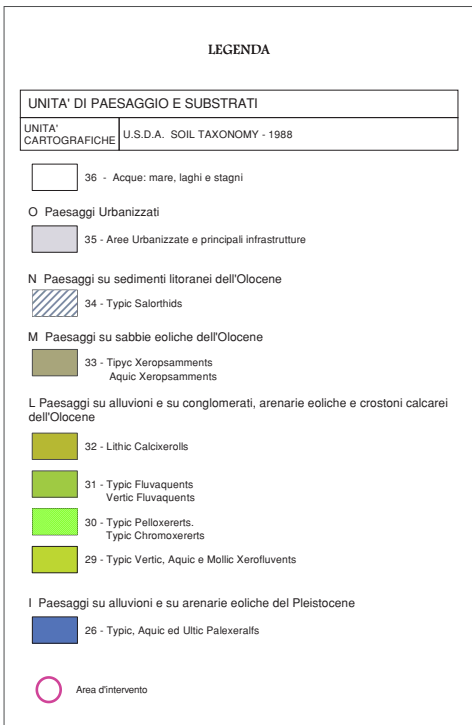 LEGENDA
UNITA' DI PAESAGGIO E SUBSTRATI
UNITA'
CARTOGRAFICHE
U.S.D.A. SOIL TAXONOMY - 1988
36 - Acque: mare, laghi e stagni
O Paesaggi Urbanizzati
35 - Aree Urbanizzate e principali infrastrutture
N Paesaggi su sedimenti litoranei dell'Olocene
34 - Typic Salorthids
M Paesaggi su sabbie eoliche dell'Olocene
33 - Tipyc Xeropsamments
Aquic Xeropsamments
L Paesaggi su alluvioni e su conglomerati, arenarie eoliche e crostoni calcarei
dell'Olocene
32 - Lithic Calcixerolls
31 - Typic Fluvaquents
Vertic Fluvaquents
30 - Typic Pelloxererts.
Typic Chromoxererts
29 - Typic Vertic, Aquic e Mollic Xerofluvents
I Paesaggi su alluvioni e su arenarie eoliche del Pleistocene
26 - Typic, Aquic ed Ultic Palexeralfs
Area d'intervento